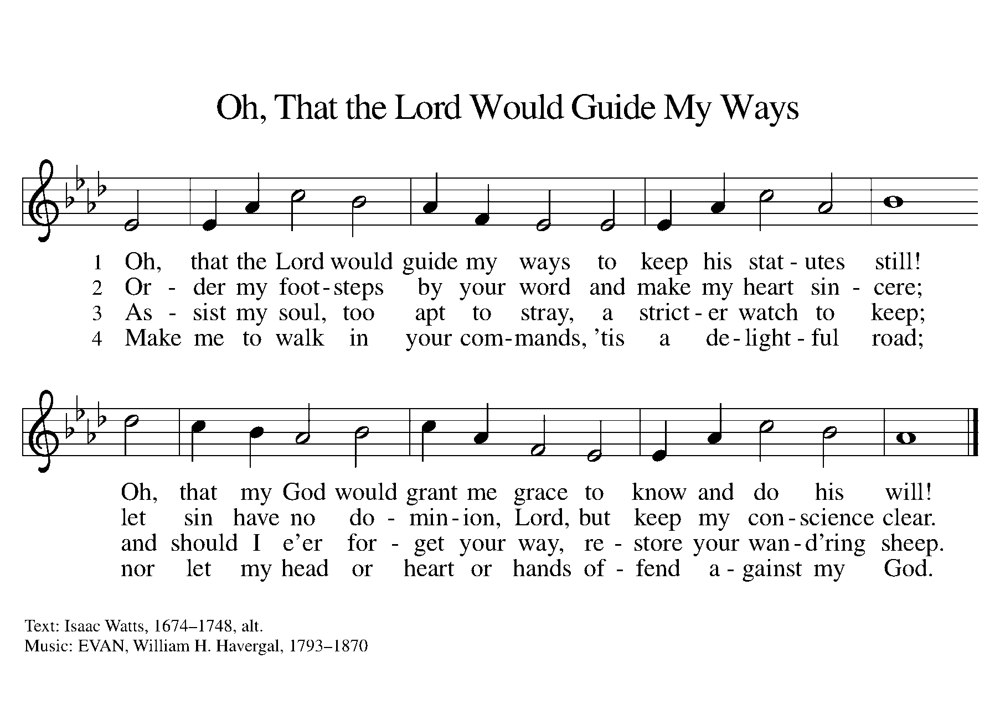 Oh, That the Lord Would Guide My Ways
1 Oh, that the Lord would guide my ways to keep his stat - utes still!
2 Or - der my foot - steps by your word and make my heart sin - cere;
3 As - sist my soul, too apt to stray, a strict - er watch to keep;
4 Make me to walk in your com - mands, ’tis a de - light - ful road;
Oh, that my God would grant me grace to know and do his will!
let sin have no do - min - ion, Lord, but keep my con - science clear.
and should I e’er for - get your way, re - store your wan - d’ring sheep.
nor let my head or heart or hands of - fend a - gainst my God.
Text: Isaac Watts, 1674–1748, alt.
Music: EVAN, William H. Havergal, 1793–1870